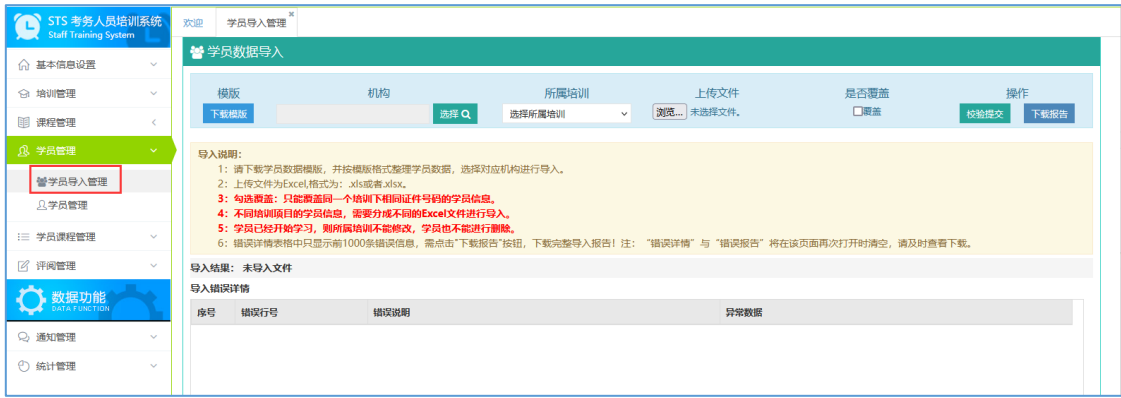 STS 考务人员培训系统
Staff Training System
基本信息设置
培训管理
课程管理
学员管理
学员导入管理
学员管理
学员课程管理
评阅管理
数据功能
DATA FUNCTION
通知管理
统计管理
欢迎 学员导入管理
学员数据导入
模版 机构 所属培训 上传文件 是否覆盖 操作
下载模版 选择 选择所属培训 浏览... 未选择文件。 覆盖 校验提交 下载报告
导入说明：
1：请下载学员数据模版，并按模版格式整理学员数据，选择对应机构进行导入。
2：上传文件为Excel,格式为：.xls或者.xlsx。
3：勾选覆盖：只能覆盖同一个培训下相同证件号码的学员信息。
4：不同培训项目的学员信息，需要分成不同的Excel文件进行导入。
5：学员已经开始学习，则所属培训不能修改，学员也不能进行删除。
6：错误详情表格中只显示前1000条错误信息，需点击"下载报告"按钮，下载完整导入报告！注： “错误详情”与“错误报告”将在该页面再次打开时清空，请及时查看下载。
导入结果： 未导入文件
导入错误详情
序号 错误行号 错误说明 异常数据